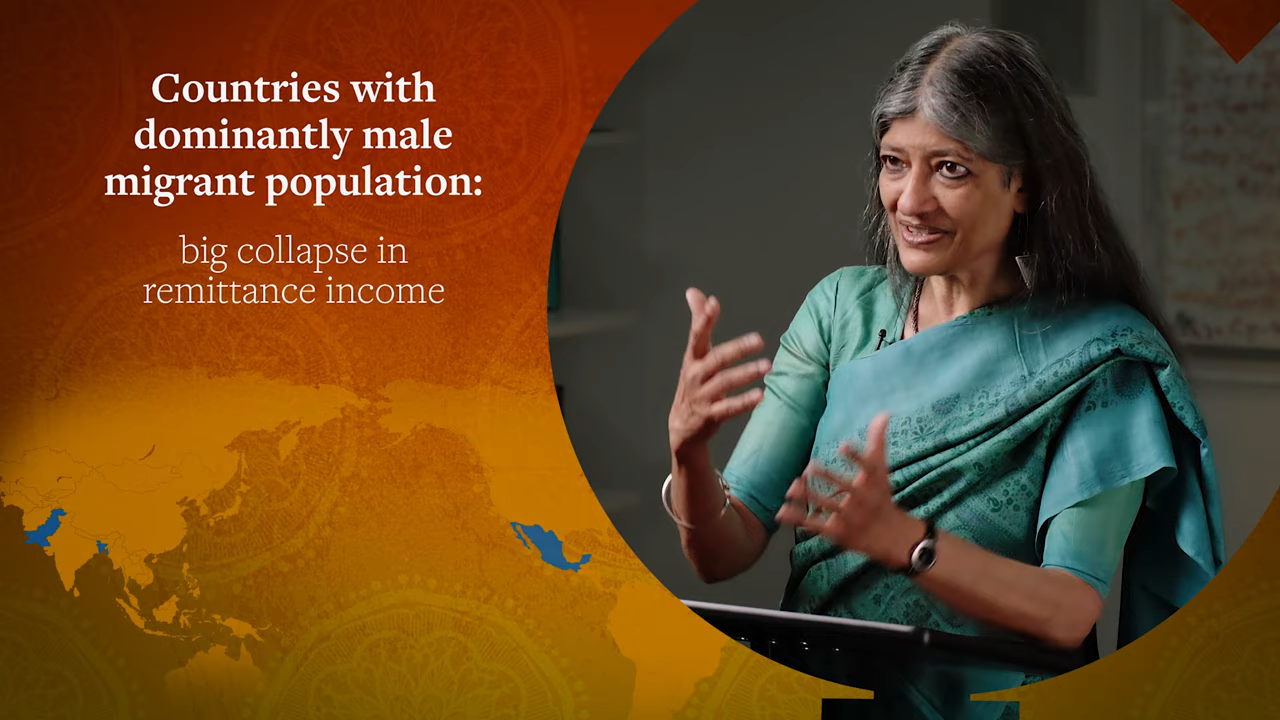 Countries with
dominantly male
migrant population:
big collapse in
remittance income